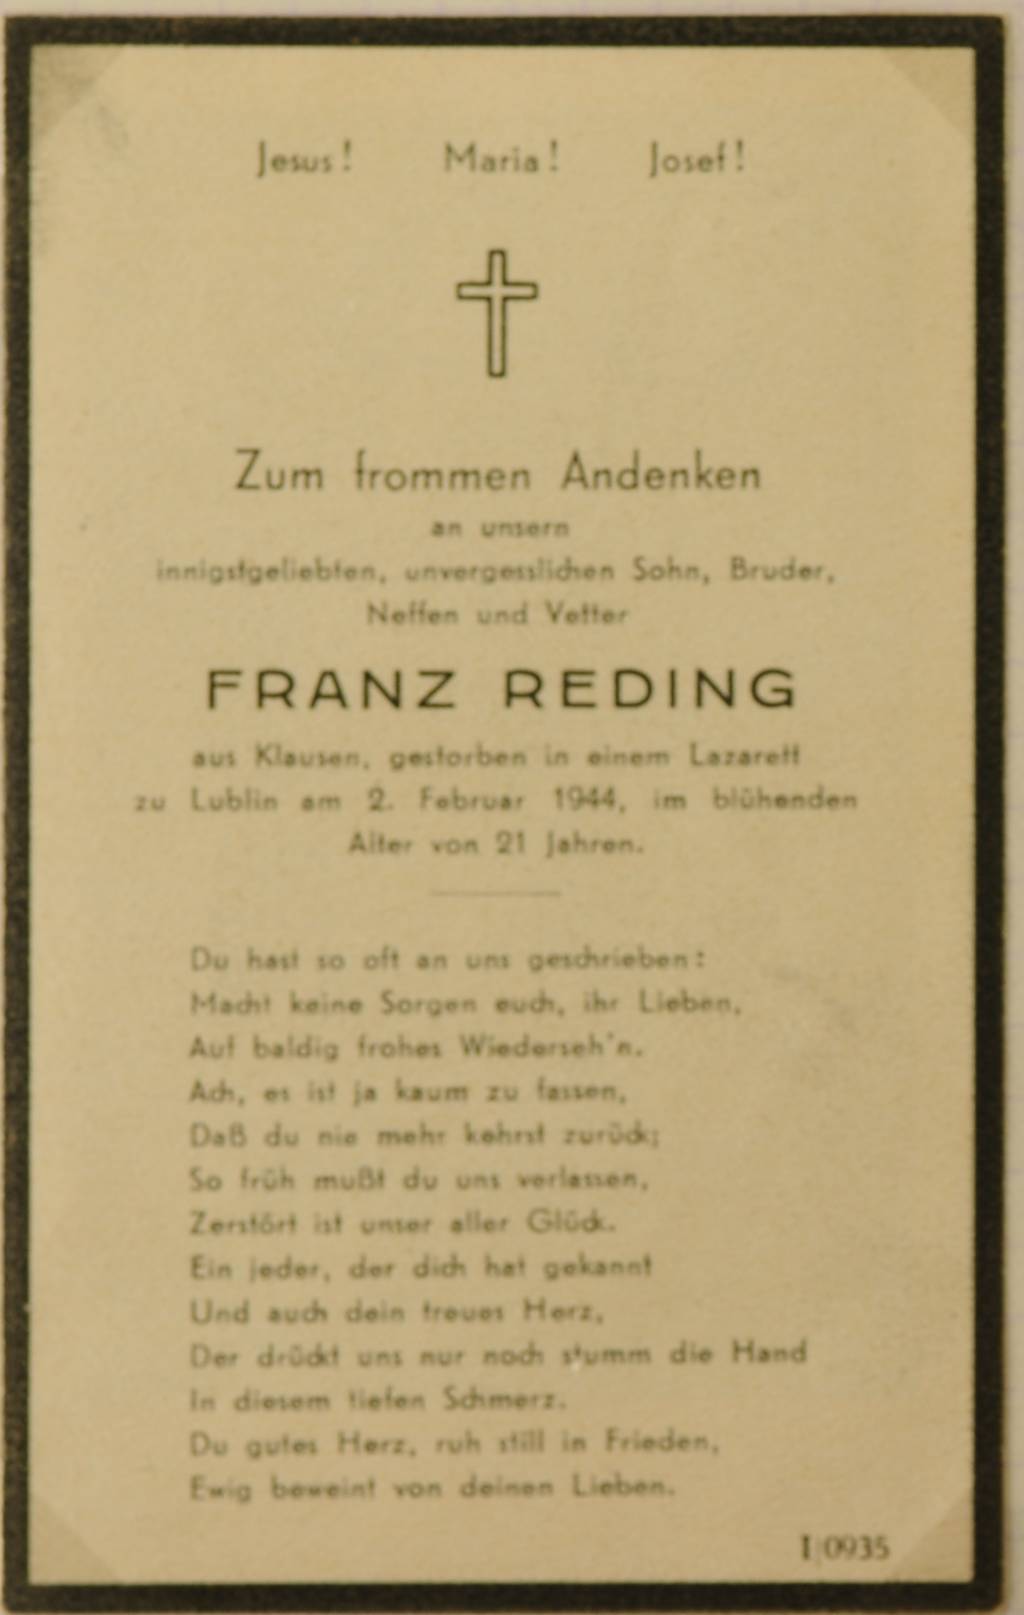 Jesus! Maria! Josef!
Zum frommen Andenken
an unsern
innigstgeliebten, unvergesslichen Sohn, Bruder,
Neffen und Vetter
FRANZ REDING
aus Klausen, gestorben in einem Lazarett
zu Lublin am 2. Februar 1944, im blühenden
Alter von 21 Jahren.
Du hast so oft an uns geschrieben:
Macht keine Sorgen euch, ihr Lieben,
Auf baldig frohes Wiederseh'n.
Ach, es ist ja kaum zu fassen,
Daß du nie mehr kehrst zurück;
So früh mußt du uns verlassen,
Zerstört ist unser aller Glück.
Ein jeder, der dich hat gekannt
Und auch dein treues Herz,
Der drückt uns nur noch stumm die Hand
In diesem tiefen Schmerz.
Du gutes Herz, ruh still in Frieden,
Ewig beweint von deinen Lieben.
I|0935